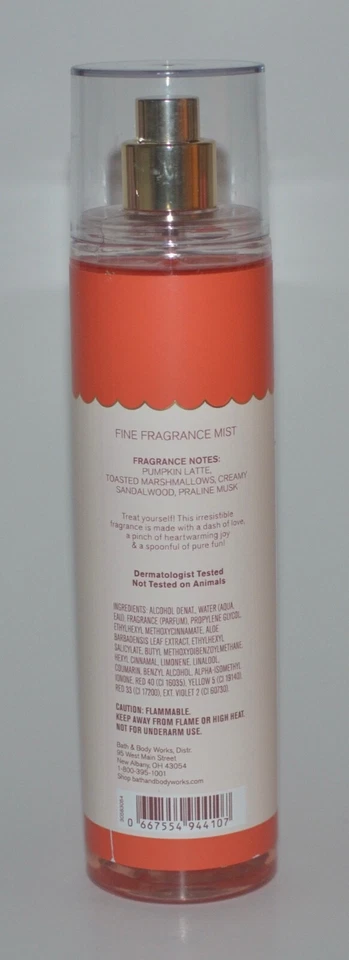 FINE FRAGRANCE MIST
FRAGRANCE NOTES:
PUMPKIN LATTE,
TOASTED MARSHMALLOWS, CREAMY
SANDALWOOD, PRALINE MUSK
Treat yourself! This irresistible
fragrance is made with a dash of love,
a pinch of heartwarming joy
& a spoonful of pure fun!
Dermatologist Tested
Not Tested on Animals
INGREDIENTS: ALCOHOL DENAT., WATER (AQUA,
EAU), FRAGRANCE (PARFUM), PROPYLENE GLYCOL,
ETHYLHEXYL METHOXYCINNAMATE, ALOE
BARBADENSIS LEAF EXTRACT, ETHYLHEXYL
SALICYLATE, BUTYL METHOXYDIBENZOYLMETHANE,
HEXYL CINNAMAL, LIMONENE, LINALOOL,
COUMARIN, BENZYL ALCOHOL, ALPHA-ISOMETHYL
IONONE, RED 40 (CI 16035), YELLOW 5 (CI 19140),
RED 33 (CI 17200), EXT. VIOLET 2 (CI 60730).
CAUTION: FLAMMABLE.
KEEP AWAY FROM FLAME OR HIGH HEAT.
NOT FOR UNDERARM USE.
Bath & Body Works, Distr.
95 West Main Street
New Albany, OH 43054
1-800-395-1001
Shop bathandbodyworks.com
0 667554 944107